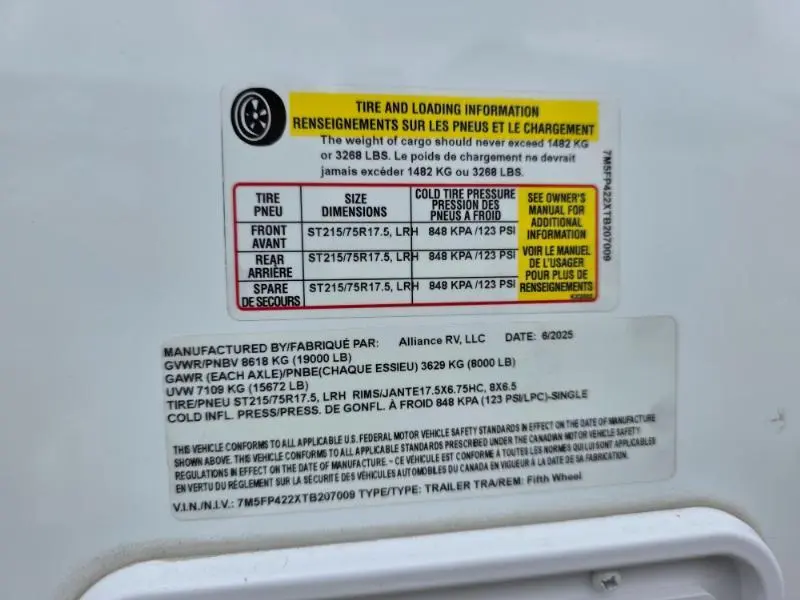 TIRE AND LOADING INFORMATION
RENSEIGNEMENTS SUR LES PNEUS ET LE CHARGEMENT
The weight of cargo should never exceed 1482 KG
or 3268 LBS. Le poids de chargement ne devrait
jamais excéder 1482 KG ou 3268 LBS.
7M5FP422XTB207009
TIRE
PNEU
SIZE
DIMENSIONS
COLD TIRE PRESSURE
PRESSION DES
PNEUS A FROID
FRONT
AVANT
ST215/75R17.5, LRH
848 KPA /123 PSI
REAR
ARRIÈRE
ST215/75R17.5, LRH
848 KPA /123 PSI
SPARE
DE SECOURS
ST215/75R17.5, LRH
848 KPA /123 PSI
SEE OWNER'S
MANUAL FOR
ADDITIONAL
INFORMATION
VOIR LE MANUEL
DE L'USAGER
POUR PLUS DE
RENSEIGNEMENTS
MANUFACTURED BY/FABRIQUÉ PAR: Alliance RV, LLC DATE: 6/2025
GVWR/PNBV 8618 KG (19000 LB)
GAWR (EACH AXLE)/PNBE(CHAQUE ESSIEU) 3629 KG (8000 LB)
UVW 7109 KG (15672 LB)
TIRE/PNEU ST215/75R17.5, LRH RIMS/JANTE17.5X6.75HC, 8X6.5
COLD INFL. PRESS/PRESS. DE GONFL. À FROID 848 KPA (123 PSI/LPC)-SINGLE
THIS VEHICLE CONFORMS TO ALL APPLICABLE U.S. FEDERAL MOTOR VEHICLE SAFETY STANDARDS IN EFFECT ON THE DATE OF MANUFACTURE
SHOWN ABOVE. THIS VEHICLE CONFORMS TO ALL APPLICABLE STANDARDS PRESCRIBED UNDER THE CANADIAN MOTOR VEHICLE SAFETY
REGULATIONS IN EFFECT ON THE DATE OF MANUFACTURE. - CE VÉHICULE EST CONFORME À TOUTES LES NORMES QUI LUI SONT APPLICABLES
EN VERTU DU RÈGLEMENT SUR LA SÉCURITÉ DES VÉHICULES AUTOMOBILES DU CANADA EN VIGUEUR À LA DATE DE SA FABRICATION.
V.I.N./N.I.V.: 7M5FP422XTB207009 TYPE/TYPE: TRAILER TRA/REM: Fifth Wheel